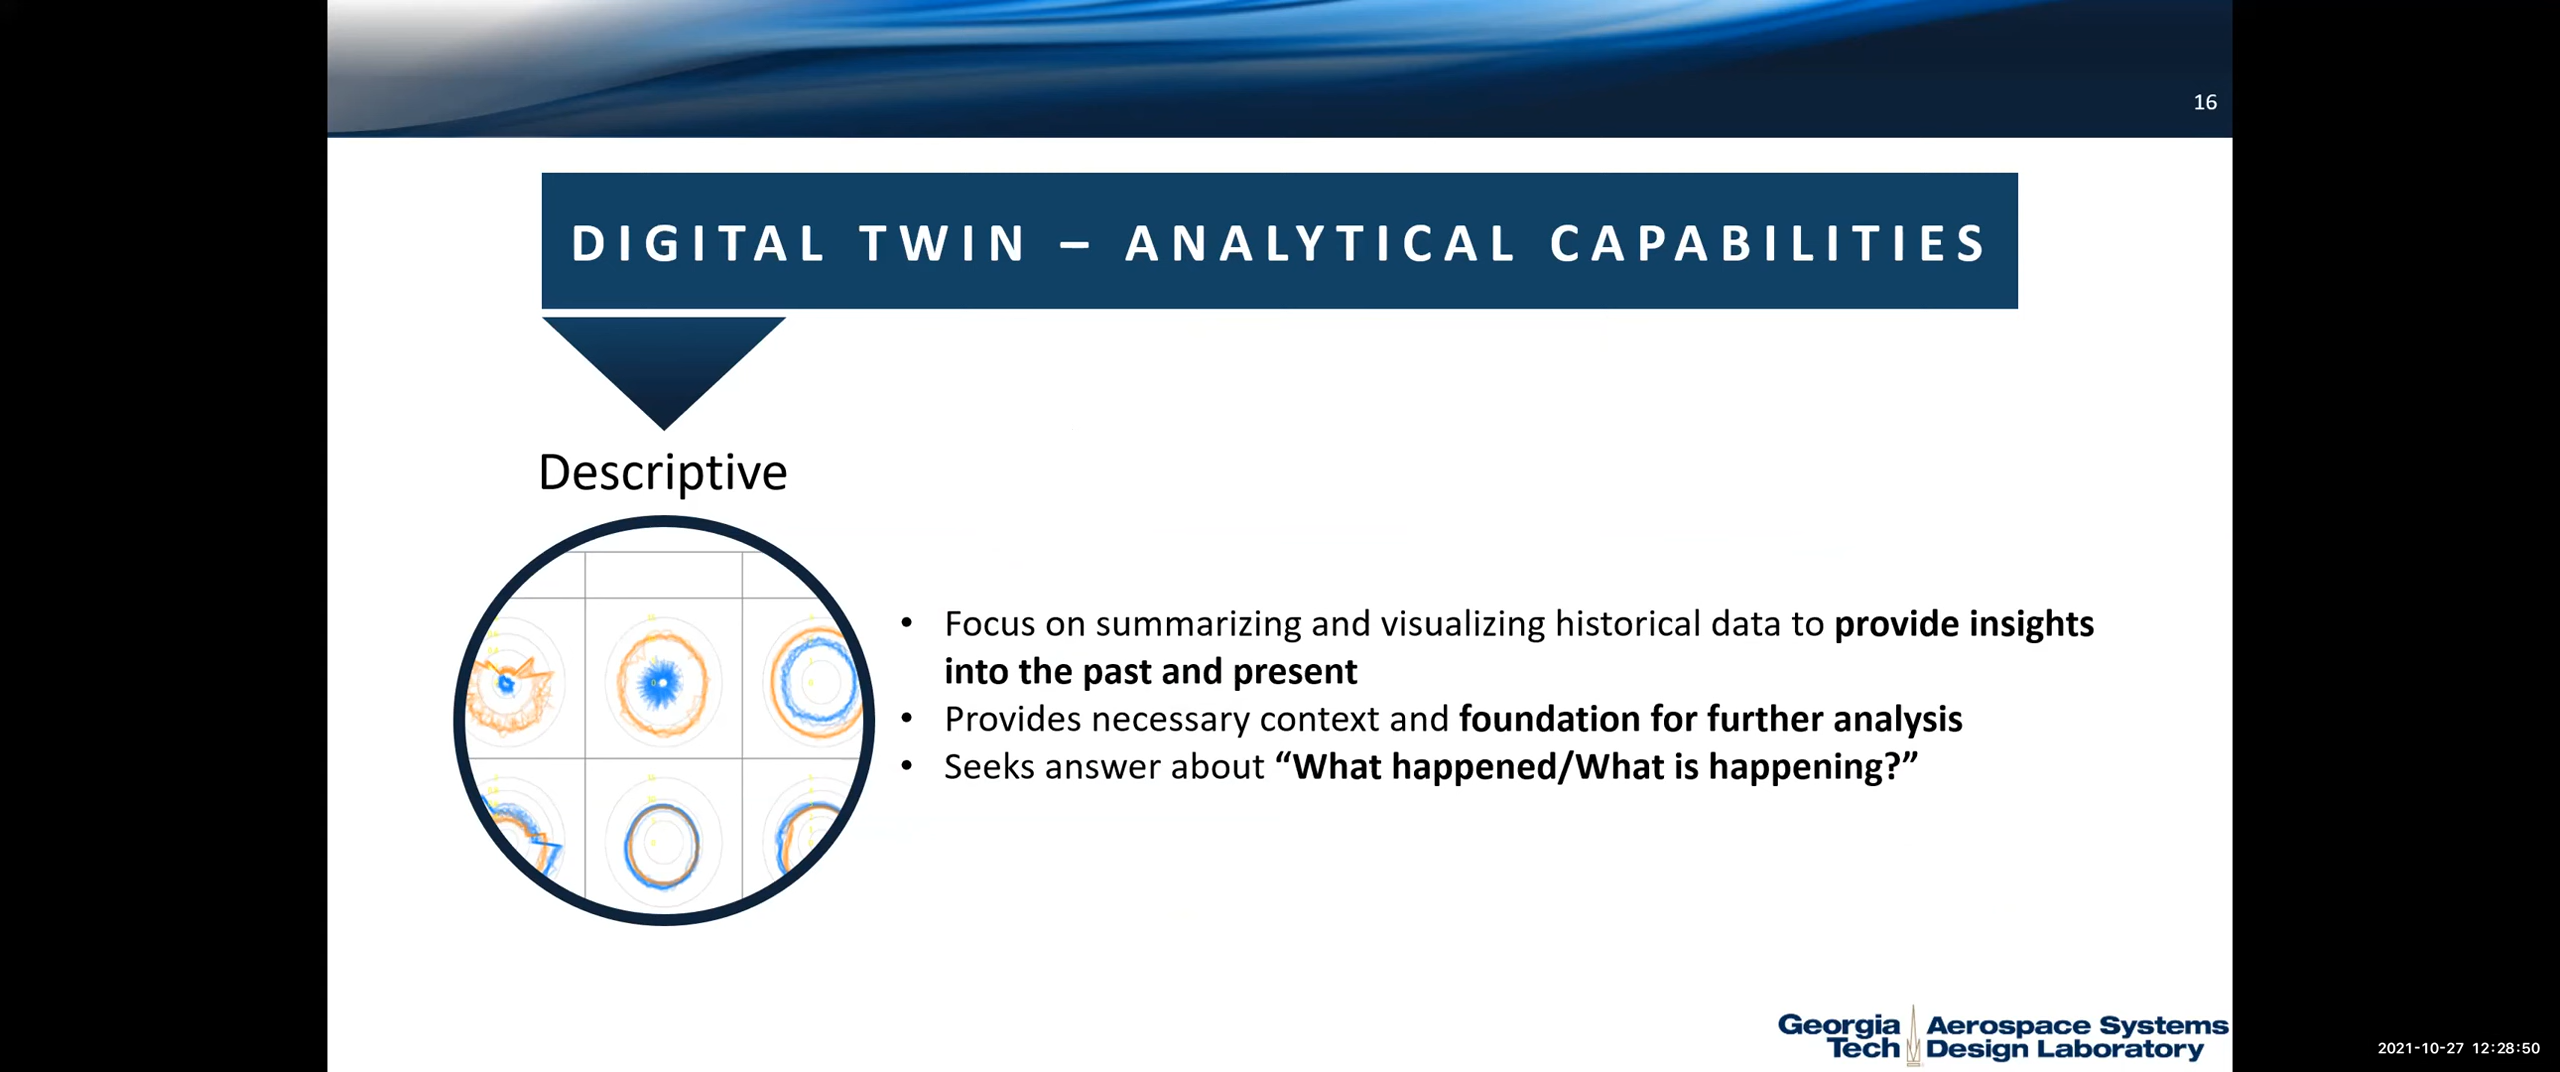 16
DIGITAL TWIN – ANALYTICAL CAPABILITIES
Descriptive
• Focus on summarizing and visualizing historical data to provide insights
into the past and present
• Provides necessary context and foundation for further analysis
• Seeks answer about “What happened/What is happening?”
Georgia Tech
Aerospace Systems
Design Laboratory
2021-10-27 12:28:50